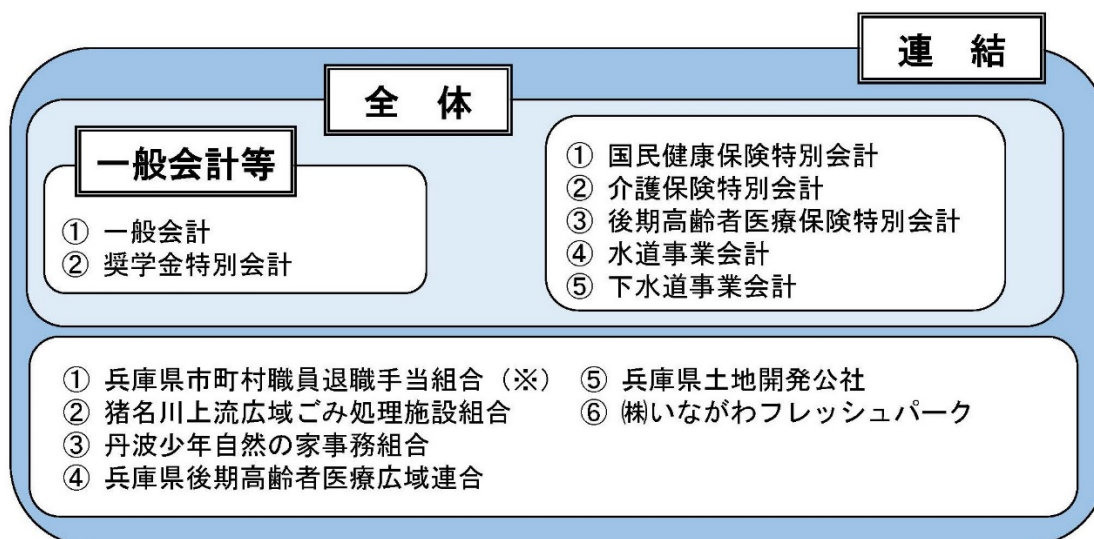 連　結
全　体
一般会計等
① 一般会計
② 奨学金特別会計
① 国民健康保険特別会計
② 介護保険特別会計
③ 後期高齢者医療保険特別会計
④ 水道事業会計
⑤ 下水道事業会計
① 兵庫県市町村職員退職手当組合（※）
② 猪名川上流広域ごみ処理施設組合
③ 丹波少年自然の家事務組合
④ 兵庫県後期高齢者医療広域連合
⑤ 兵庫県土地開発公社
⑥ ㈱いながわフレッシュパーク